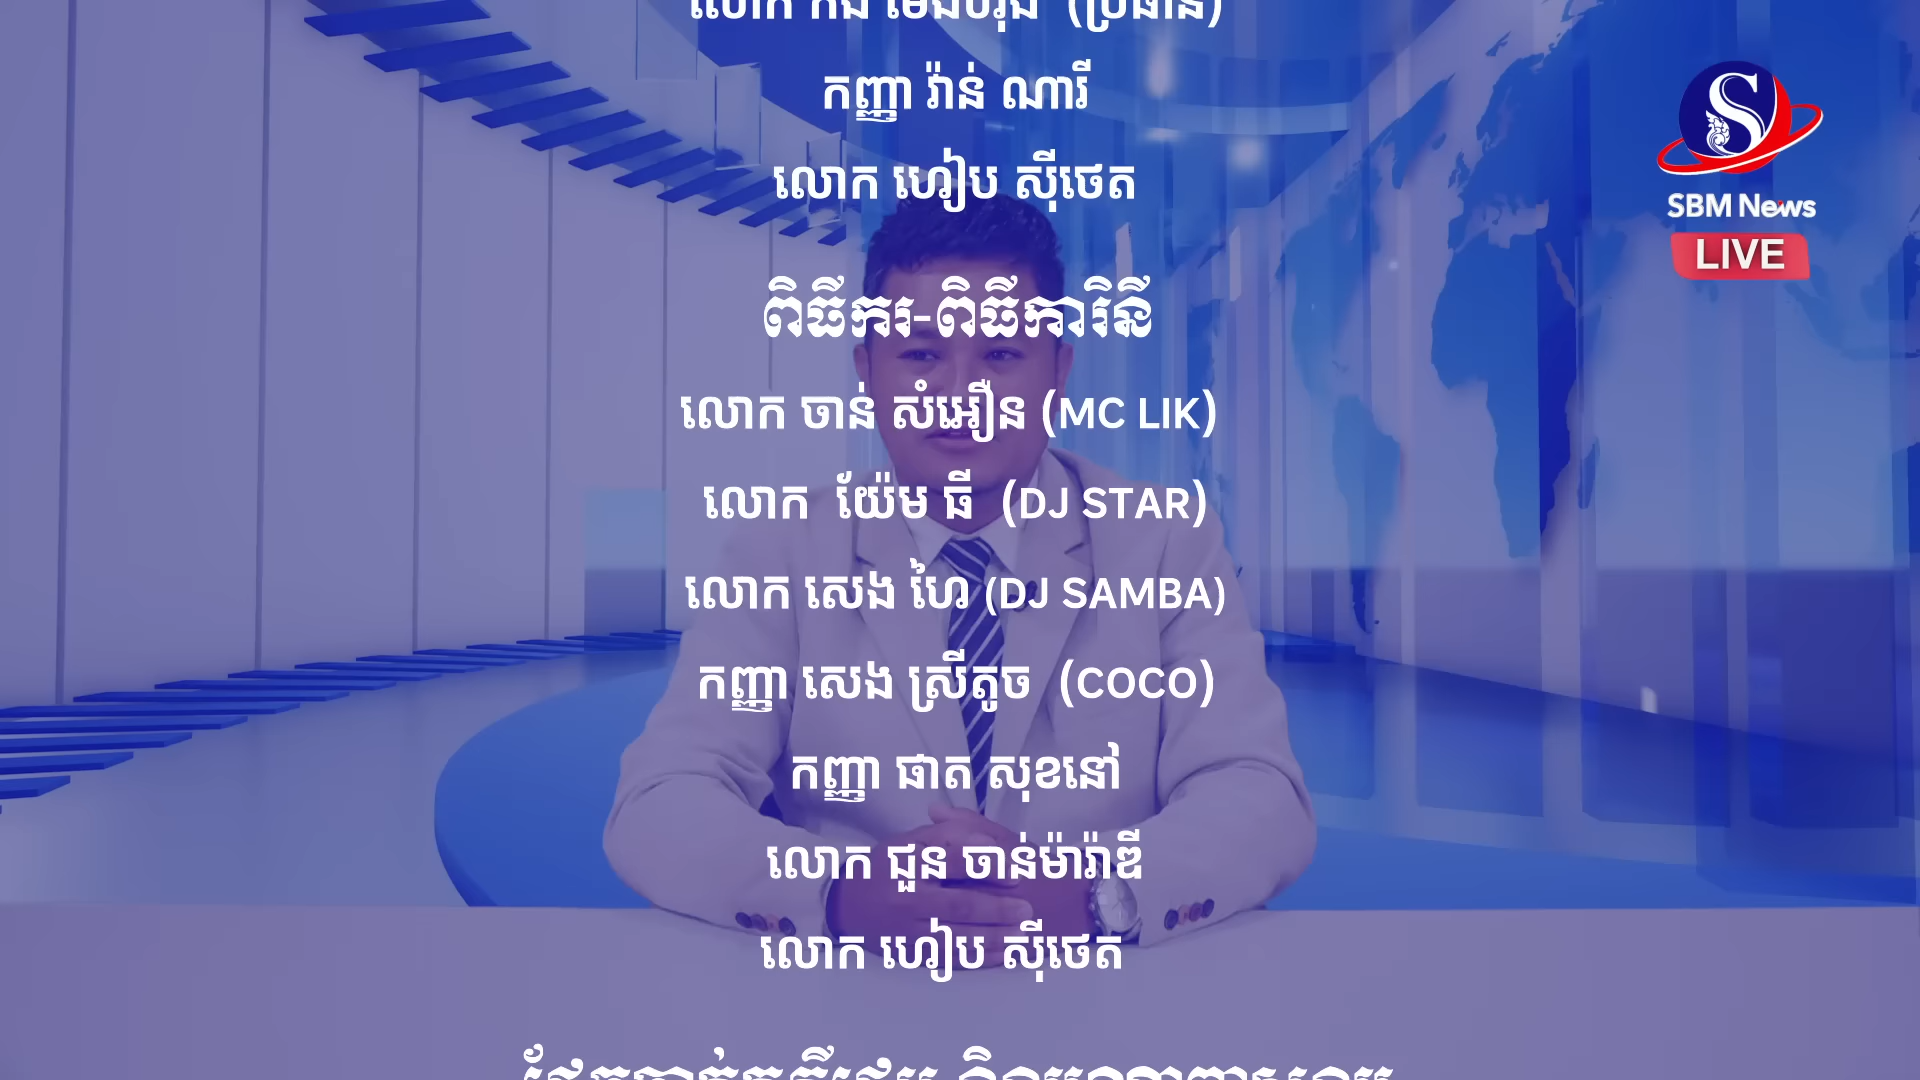 កញ្ញា វ៉ាន់ ណារី
លោក ហៀប ស៊ីថេត
ពិធីករ-ពិធីការិនី
លោក ចាន់ សំអឿន (MC LIK)
លោក យ៉ែម ធី (DJ STAR)
លោក សេង ហៃ (DJ SAMBA)
កញ្ញា សេង ស្រីតូច (COCO)
កញ្ញា ផាត សុខនៅ
លោក ជួន ចាន់ម៉ារ៉ាឌី
លោក ហៀប ស៊ីថេត
SBM News
LIVE